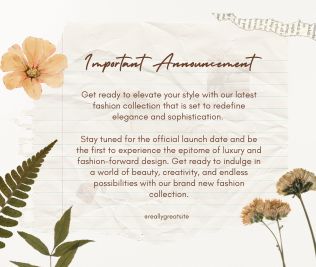 Important Announcement
Get ready to elevate your style with our latest
fashion collection that is set to redefine
elegance and sophistication.
Stay tuned for the official launch date and be
the first to experience the epitome of luxury and
fashion-forward design. Get ready to indulge in
a world of beauty, creativity, and endless
possibilities with our brand new fashion
collection.
@reallygreatsite